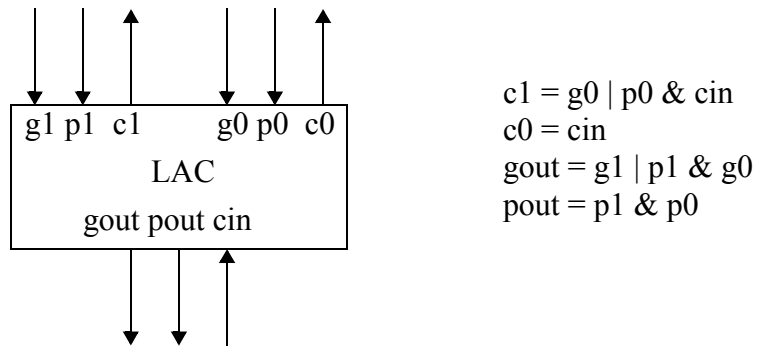 g1 p1 c1 g0 p0 c0
LAC
gout pout cin
c1 = g0 | p0 & cin
c0 = cin
gout = g1 | p1 & g0
pout = p1 & p0